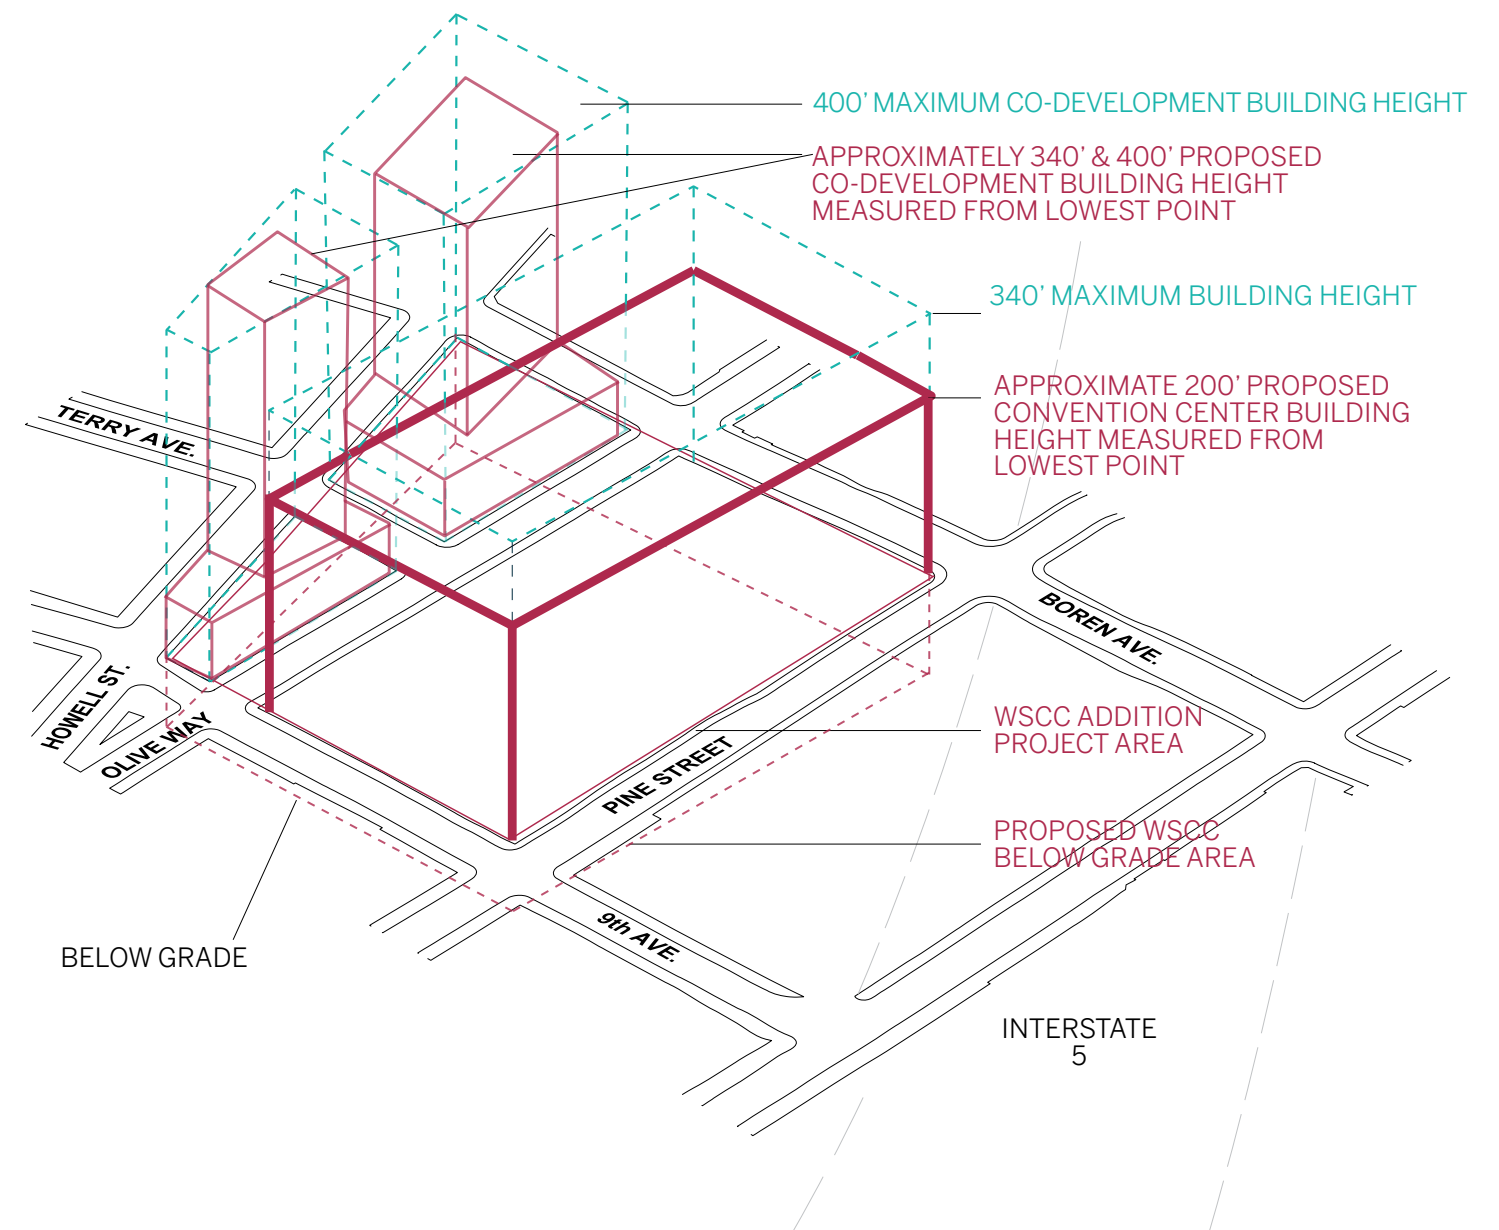 400’ MAXIMUM CO-DEVELOPMENT BUILDING HEIGHT
APPROXIMATELY 340’ & 400’ PROPOSED
CO-DEVELOPMENT BUILDING HEIGHT
MEASURED FROM LOWEST POINT
340’ MAXIMUM BUILDING HEIGHT
APPROXIMATE 200’ PROPOSED
CONVENTION CENTER BUILDING
HEIGHT MEASURED FROM
LOWEST POINT
TERRY AVE.
BOREN AVE.
HOWELL ST.
OLIVE WAY
PINE STREET
WSCC ADDITION
PROJECT AREA
PROPOSED WSCC
BELOW GRADE AREA
9th AVE.
BELOW GRADE
INTERSTATE
5